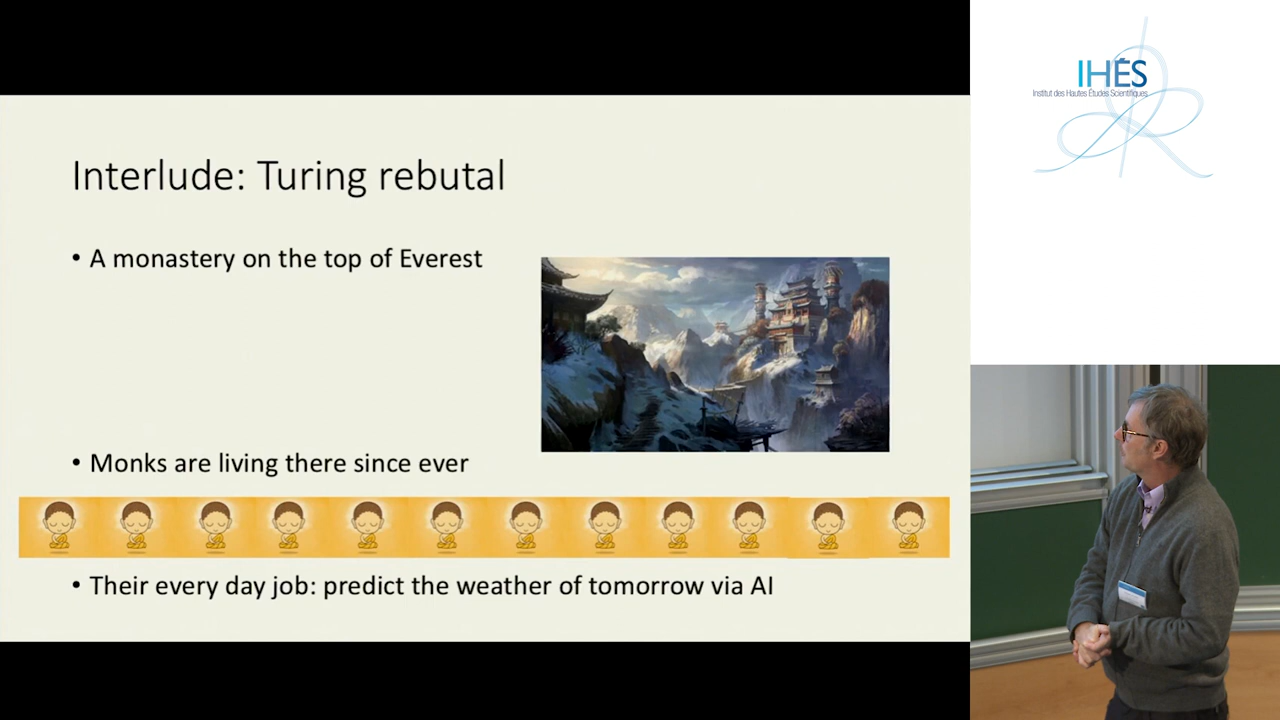 Interlude: Turing rebutal
• A monastery on the top of Everest
• Monks are living there since ever
• Their every day job: predict the weather of tomorrow via AI
IHÉS
Institut des Hautes Études Scientifiques